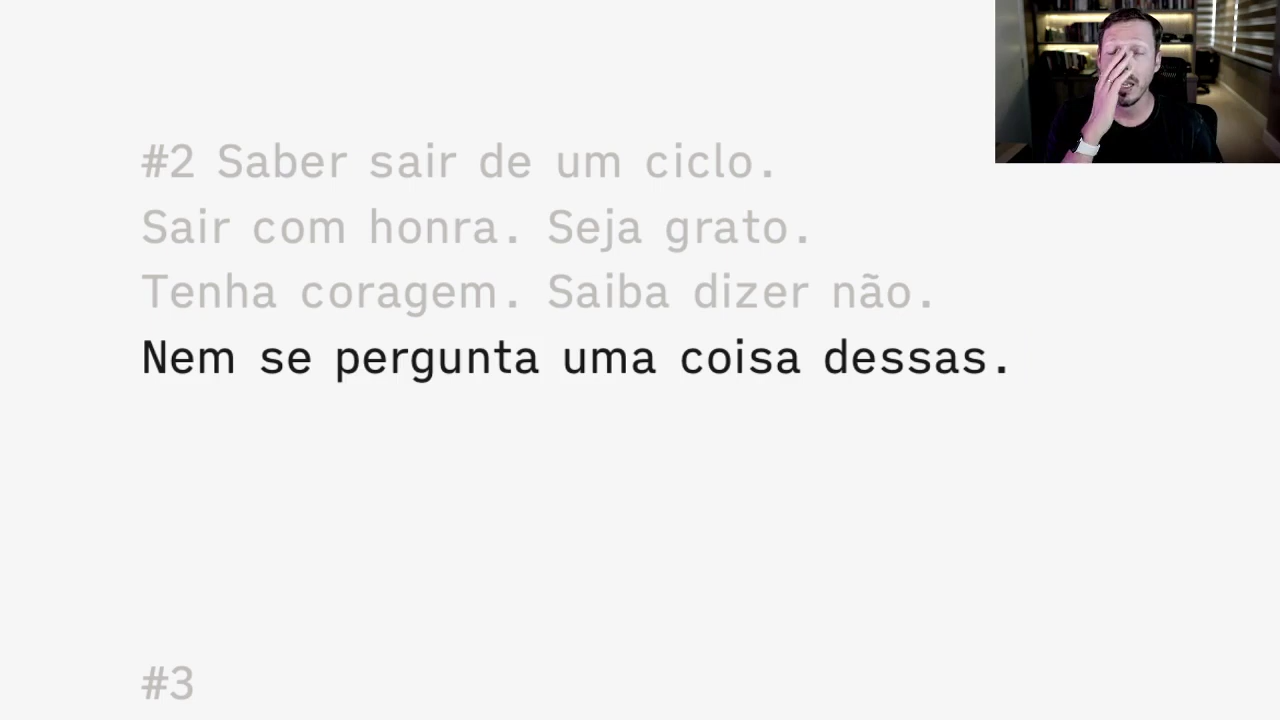 #2 Saber sair de um ciclo.
Sair com honra. Seja grato.
Tenha coragem. Saiba dizer não.
Nem se pergunta uma coisa dessas.
#3